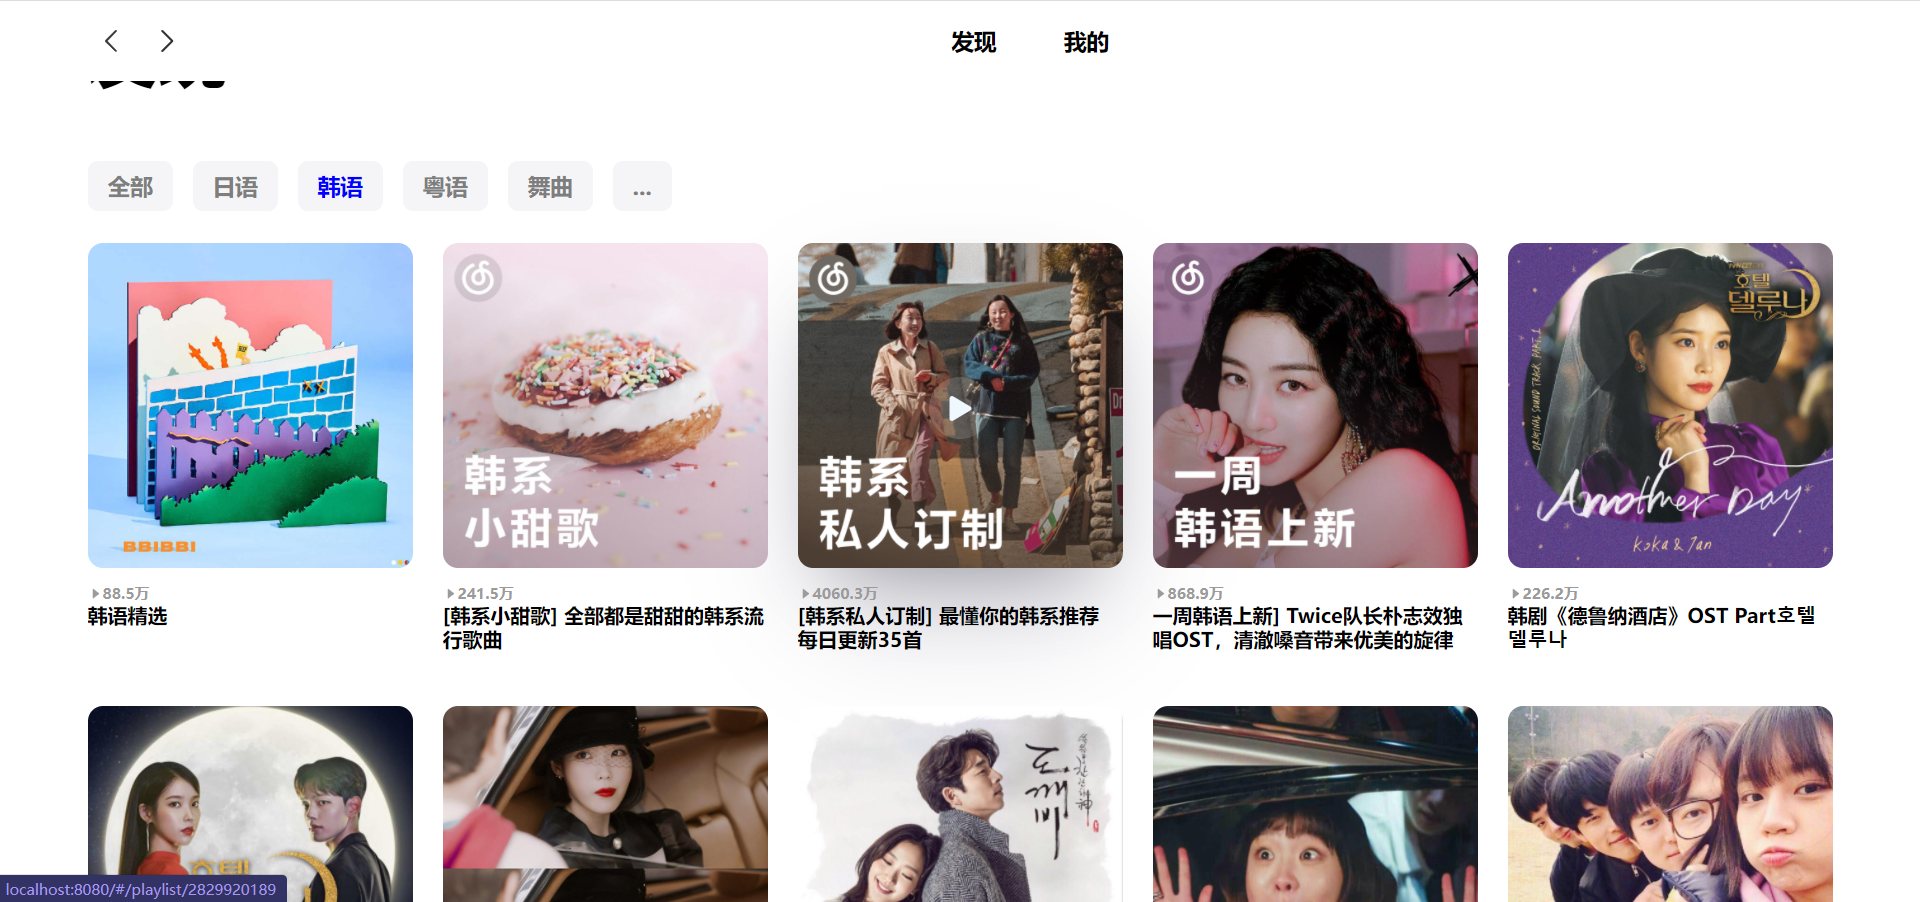 发现
我的
全部
日语
韩语
粤语
舞曲
...
BBIBBI
韩系
小甜歌
韩系
私人订制
一周
韩语上新
호텔
델루나
ORIGINAL SOUND TRACK PART.1
Another Day
Koka & Jan
88.5万
韩语精选
241.5万
[韩系小甜歌] 全部都是甜甜的韩系流
行歌曲
4060.3万
[韩系私人订制] 最懂你的韩系推荐
每日更新35首
868.9万
一周韩语上新] Twice队长朴志效独
唱OST，清澈嗓音带来优美的旋律
226.2万
韩剧《德鲁纳酒店》OST Part호텔
델루나
호텔
도깨비
localhost:8080/#/playlist/2829920189